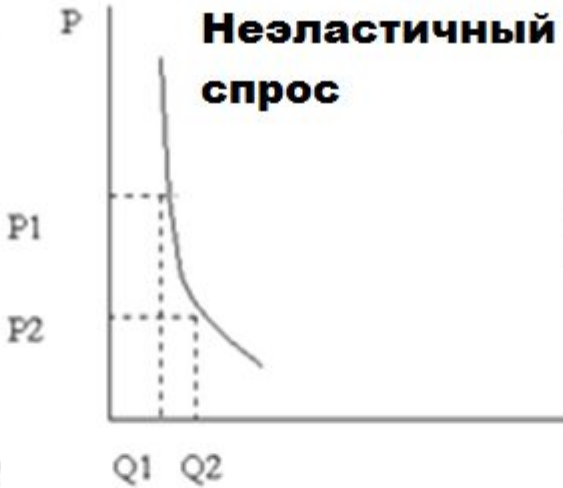 P
Неэластичный
спрос
P1
P2
Q1 Q2